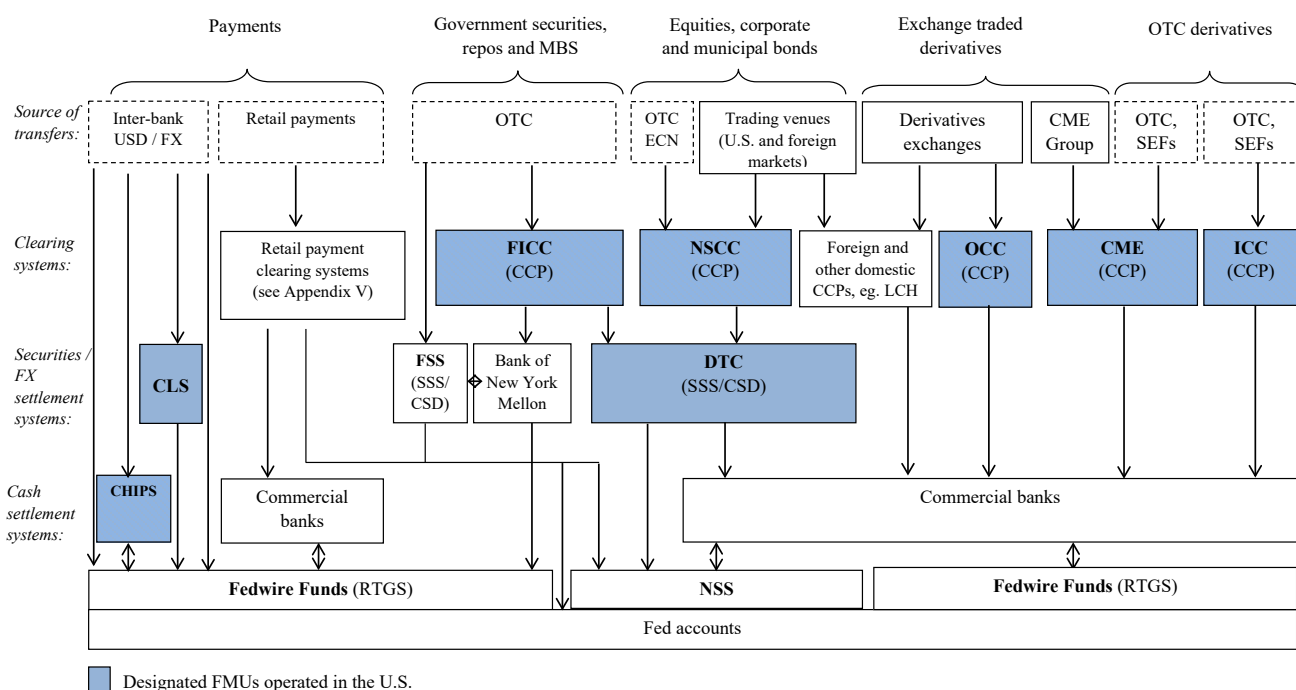 Payments
Government securities,
repos and MBS
Equities, corporate
and municipal bonds
Exchange traded
derivatives
OTC derivatives
Source of
transfers:
Inter-bank
USD / FX
Retail payments
OTC
OTC
ECN
Trading venues
(U.S. and foreign
markets)
Derivatives
exchanges
CME
Group
OTC,
SEFs
OTC,
SEFs
Clearing
systems:
Retail payment
clearing systems
(see Appendix V)
FICC
(CCP)
NSCC
(CCP)
Foreign and
other domestic
CCPs, eg. LCH
OCC
(CCP)
CME
(CCP)
ICC
(CCP)
Securities /
FX
settlement
systems:
CLS
FSS
(SSS/
CSD)
Bank of
New York
Mellon
DTC
(SSS/CSD)
Cash
settlement
systems:
CHIPS
Commercial
banks
Commercial banks
Fedwire Funds (RTGS)
NSS
Fedwire Funds (RTGS)
Fed accounts
Designated FMUs operated in the U.S.